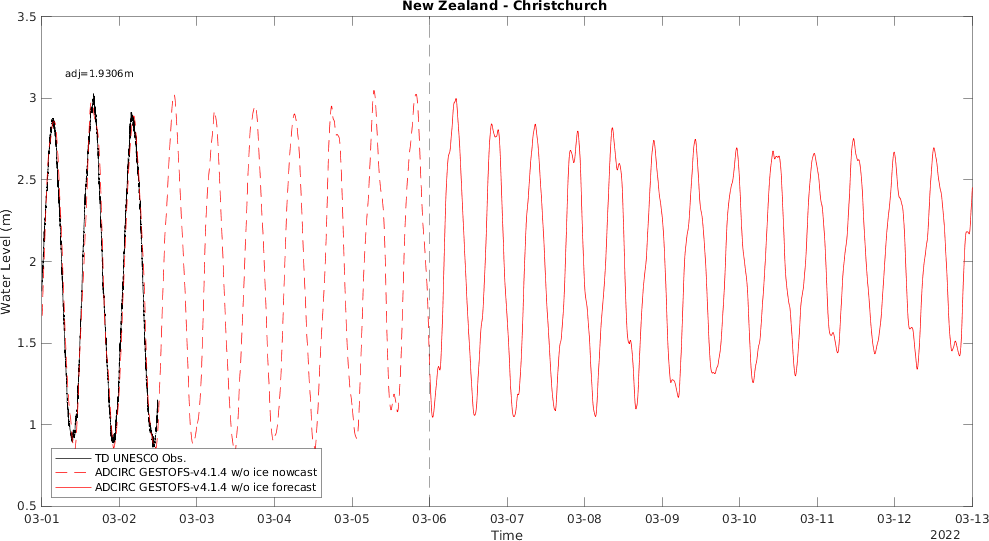 New Zealand - Christchurch
3.5
3
2.5
2
1.5
1
0.5
Water Level (m)
adj=1.9306m
TD UNESCO Obs.
ADCIRC GESTOFS-v4.1.4 w/o ice nowcast
ADCIRC GESTOFS-v4.1.4 w/o ice forecast
03-01 03-02 03-03 03-04 03-05 03-06 03-07 03-08 03-09 03-10 03-11 03-12 03-13
Time
2022